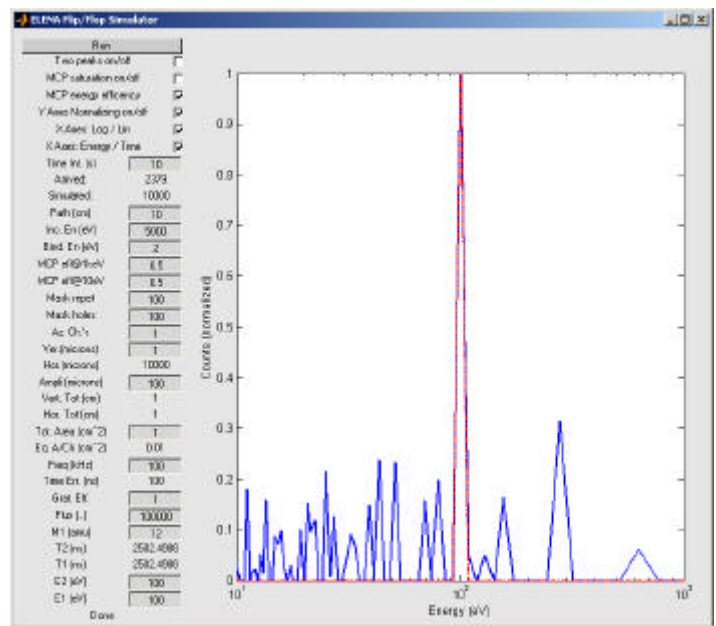 ELENA Flip/Flop Simulator
Run
Two peaks on/off
MCP saturation on/off
MCP energy efficiency
Y Axes Normalizing on/off
X Axes: Log / Lin
X Axes: Energy / Time
Time Int. (s) 10
Arrived: 2379
Simulated: 10000
Path (cm) 10
Inc. En (eV) 5000
Bind. En (eV) 2
MCP eff@1keV 0.5
MCP eff@10eV 0.5
Mask repet 100
Mask holes 100
Ac. Ch.'s 1
Ver. (microns) 1
Hor. (microns) 10000
Ampli (microns) 100
Vert. Tot (cm) 1
Hor. Tot (cm) 1
Tot. Area (cm^2) 1
Eq. A/Ch (cm^2) 0.01
Freq (kHz) 100
Time Err. (ns) 100
Grat. Eff. 1
Flux (..) 100000
M1 (amu) 12
T2 (ns) 2502.4908
T1 (ns) 2502.4908
E2 (eV) 100
E1 (eV) 100
Done
1
0.9
0.8
0.7
0.6
0.5
0.4
0.3
0.2
0.1
0
Counts (normalized)
10^1 10^2 10^3
Energy (eV)